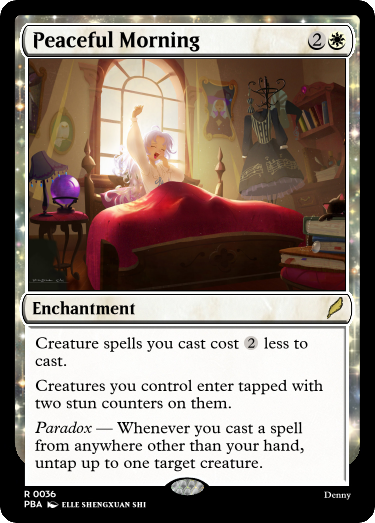 Peaceful Morning 2
Enchantment
Creature spells you cast cost 2 less to
cast.
Creatures you control enter tapped with
two stun counters on them.
Paradox — Whenever you cast a spell
from anywhere other than your hand,
untap up to one target creature.
R 0036
PBA ELLE SHENGXUAN SHI
Denny